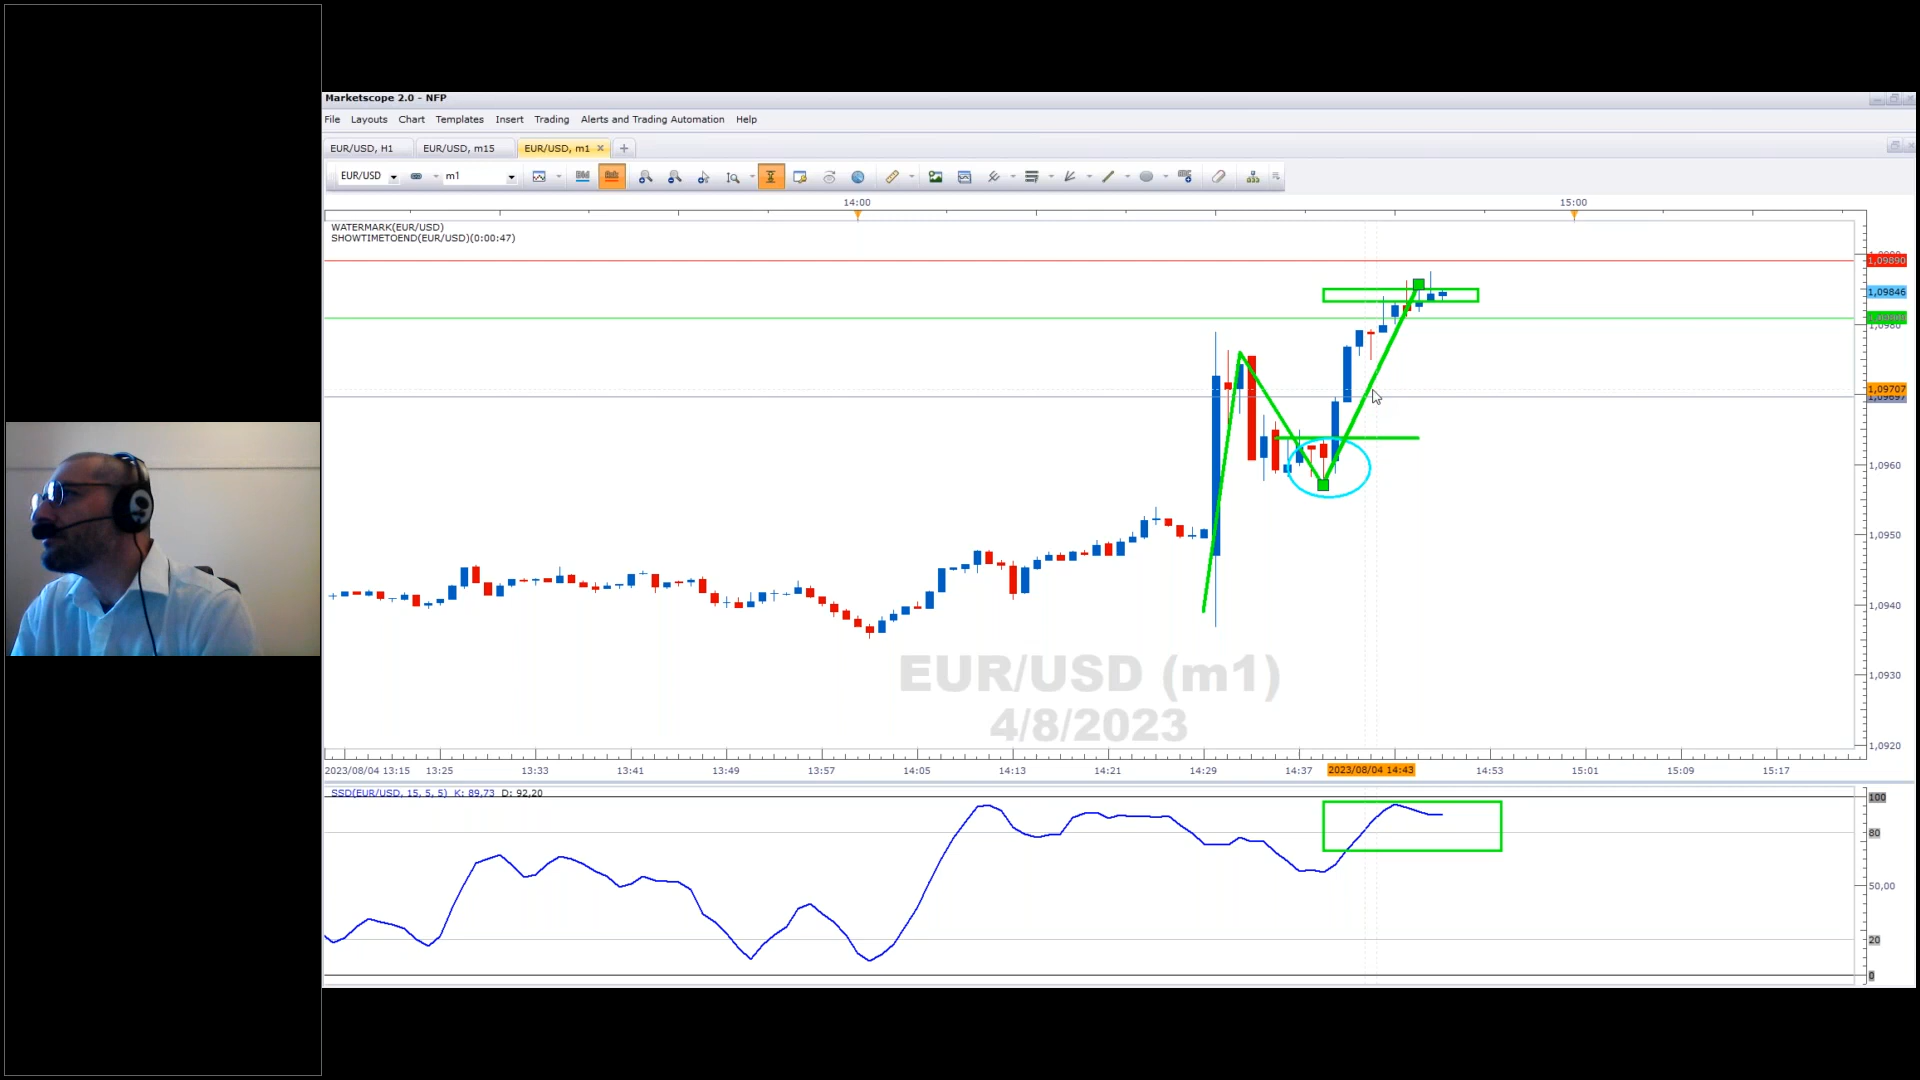 Marketscope 2.0 - NFP
File Layouts Chart Templates Insert Trading Alerts and Trading Automation Help
EUR/USD, H1 EUR/USD, m15 EUR/USD, m1
EUR/USD m1
14:00 15:00
WATERMARK(EUR/USD)
SHOWTIMETOEND(EUR/USD)(0:00:47)
1,09890
1,09846
1,0980
1,09707
1,0960
1,0950
1,0940
1,0930
1,0920
EUR/USD (m1)
4/8/2023
2023/08/04 13:15 13:25 13:33 13:41 13:49 13:57 14:05 14:13 14:21 14:29 14:37 2023/08/04 14:43 14:53 15:01 15:09 15:17
SSD(EUR/USD, 15, 5, 5) K: 89,73 D: 92,20
100
80
50,00
20
0